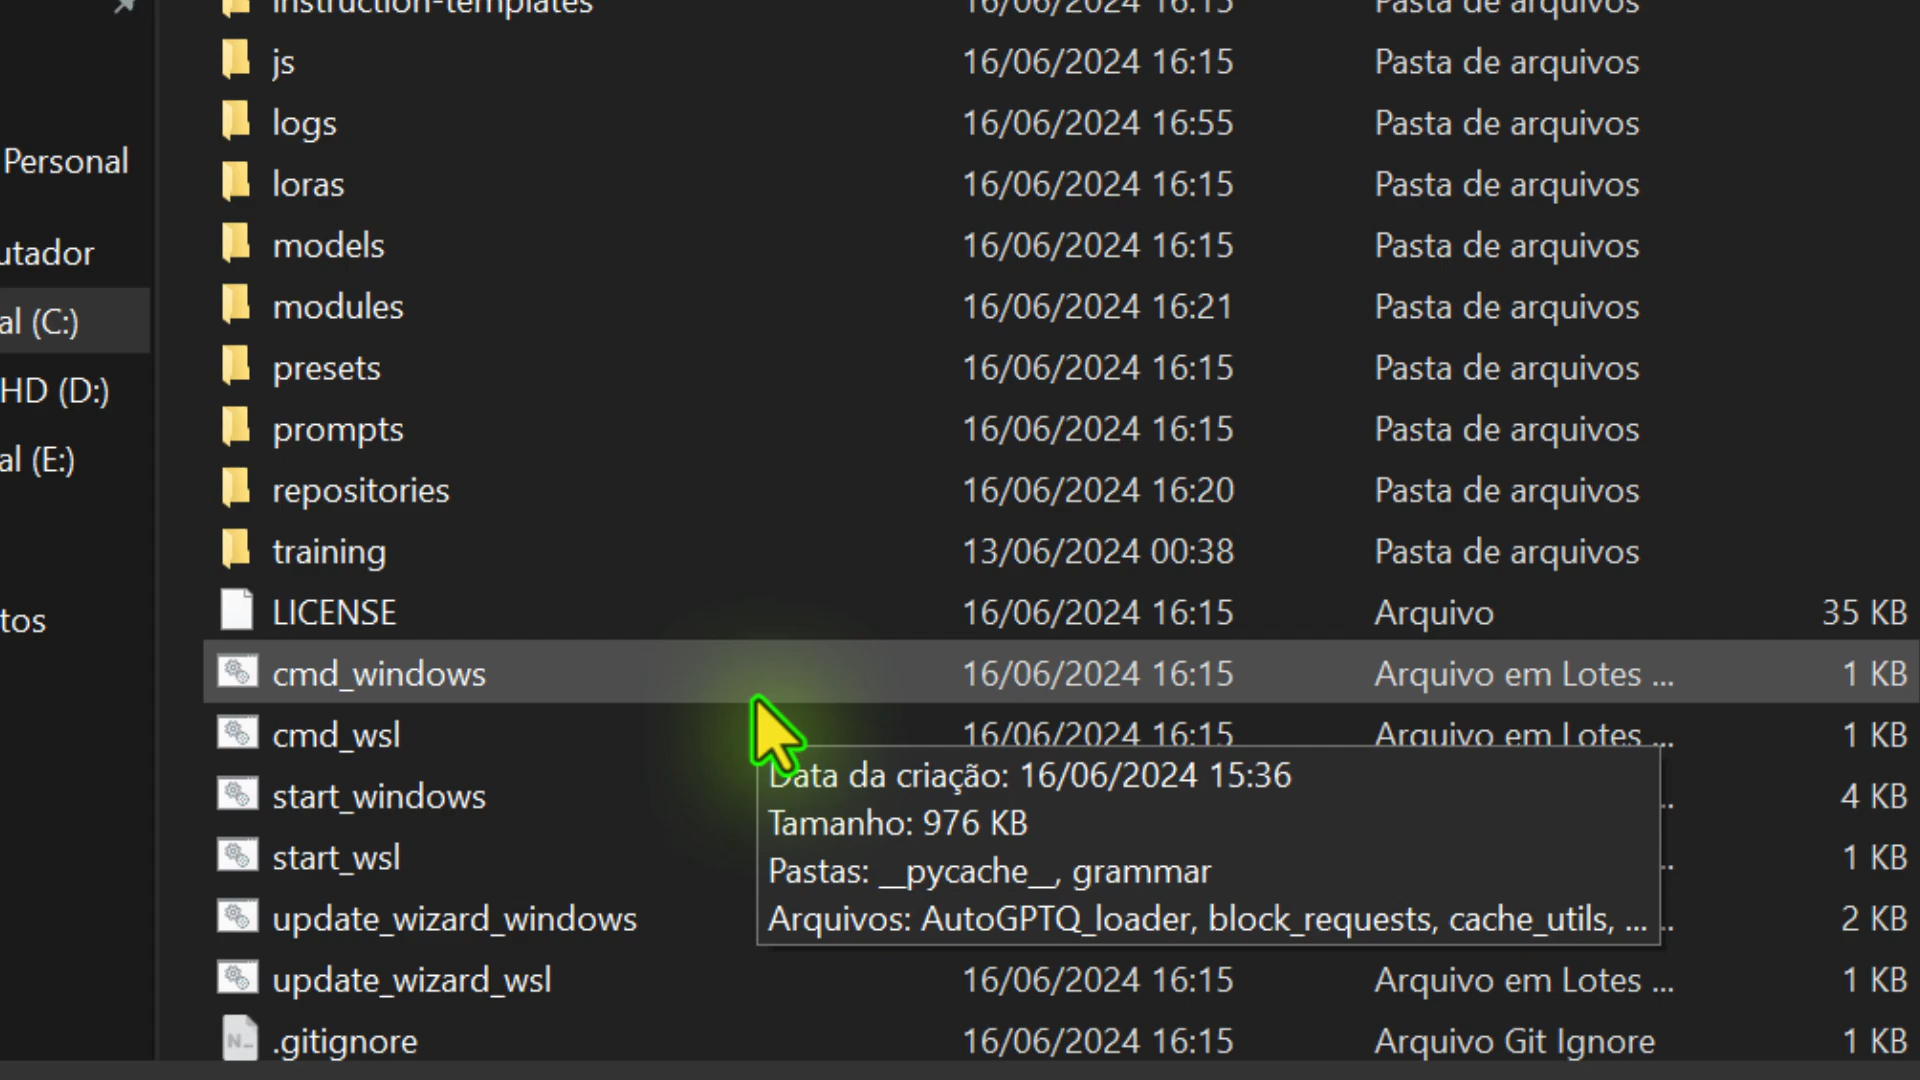 Personal
utador
al (C:)
HD (D:)
al (E:)
tos
instruction-templates 16/06/2024 16:15 Pasta de arquivos
js 16/06/2024 16:15 Pasta de arquivos
logs 16/06/2024 16:55 Pasta de arquivos
loras 16/06/2024 16:15 Pasta de arquivos
models 16/06/2024 16:15 Pasta de arquivos
modules 16/06/2024 16:21 Pasta de arquivos
presets 16/06/2024 16:15 Pasta de arquivos
prompts 16/06/2024 16:15 Pasta de arquivos
repositories 16/06/2024 16:20 Pasta de arquivos
training 13/06/2024 00:38 Pasta de arquivos
LICENSE 16/06/2024 16:15 Arquivo 35 KB
cmd_windows 16/06/2024 16:15 Arquivo em Lotes ... 1 KB
cmd_wsl 16/06/2024 16:15 Arquivo em Lotes ... 1 KB
start_windows 4 KB
start_wsl 1 KB
update_wizard_windows 2 KB
update_wizard_wsl 16/06/2024 16:15 Arquivo em Lotes ... 1 KB
.gitignore 16/06/2024 16:15 Arquivo Git Ignore 1 KB
Data da criação: 16/06/2024 15:36
Tamanho: 976 KB
Pastas: __pycache__, grammar
Arquivos: AutoGPTQ_loader, block_requests, cache_utils, ...